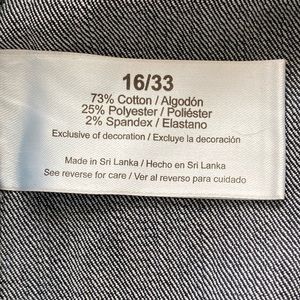 16/33
73% Cotton / Algodón
25% Polyester / Poliéster
2% Spandex / Elastano
Exclusive of decoration / Excluye la decoración
Made in Sri Lanka / Hecho en Sri Lanka
See reverse for care / Ver al reverso para cuidado